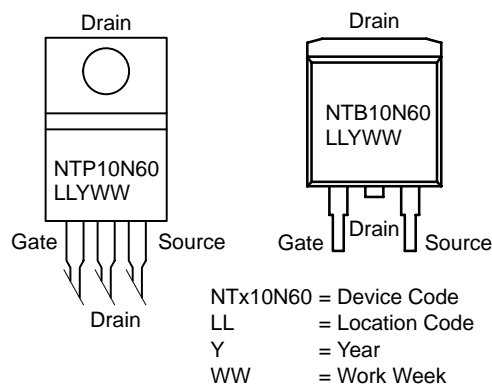 Drain
NTP10N60
LLYWW
Gate
Source
Drain
Drain
NTB10N60
LLYWW
Gate
Drain
Source
NTx10N60 = Device Code
LL = Location Code
Y = Year
WW = Work Week